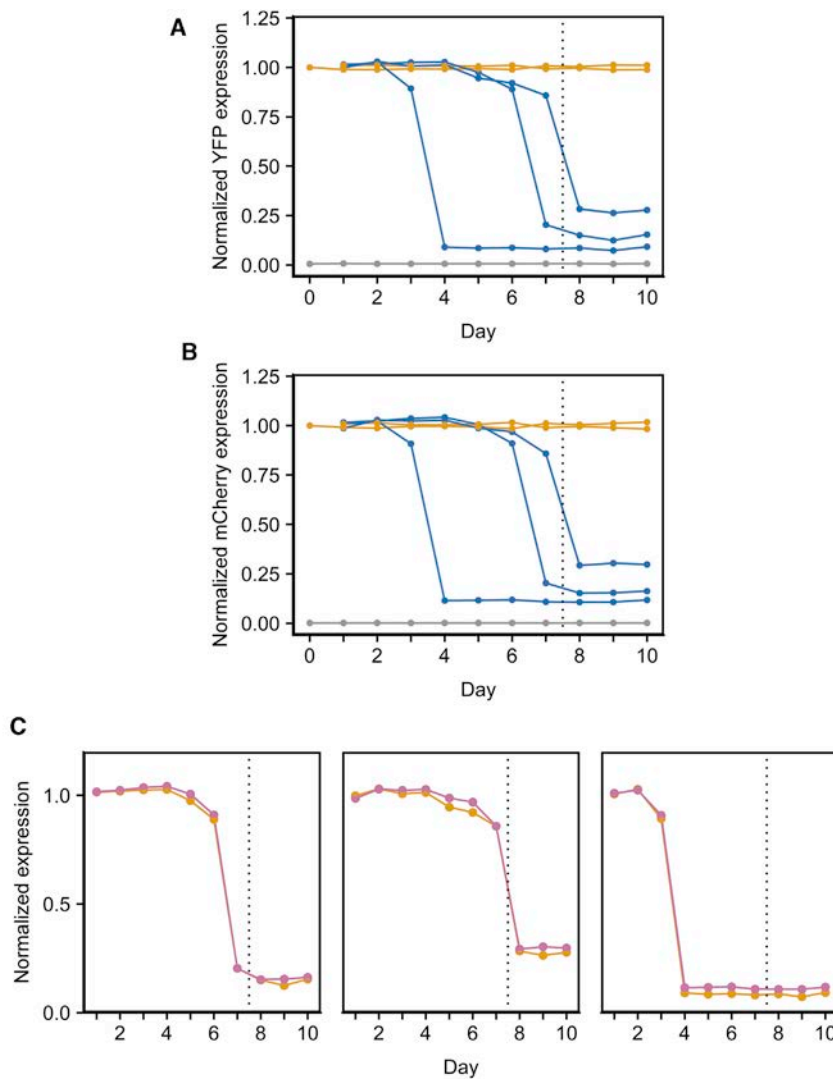 A
1.25
1.00
0.75
0.50
0.25
0.00
Normalized YFP expression
0 2 4 6 8 10
Day
B
1.25
1.00
0.75
0.50
0.25
0.00
Normalized mCherry expression
0 2 4 6 8 10
Day
C
1.0
0.5
0.0
Normalized expression
2 4 6 8 10 2 4 6 8 10 2 4 6 8 10
Day